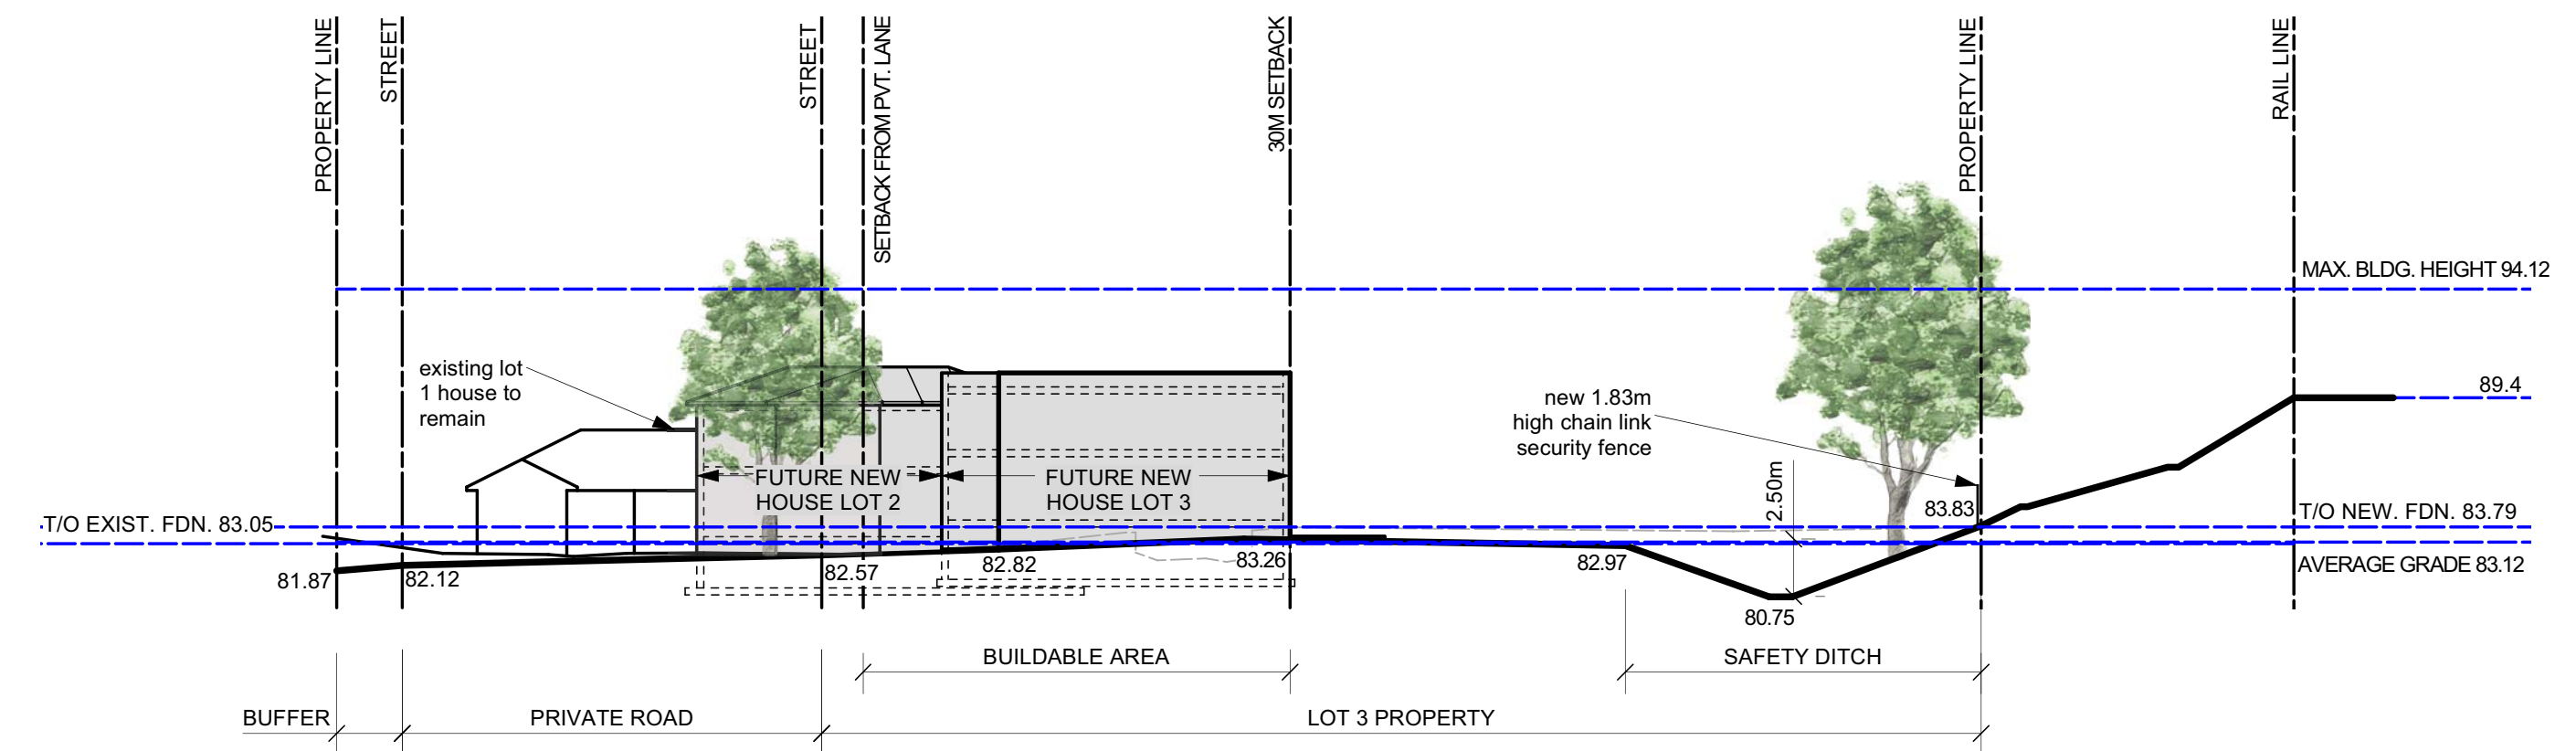 PROPERTY LINE
STREET
STREET
SETBACK FROM PVT. LANE
30M SETBACK
PROPERTY LINE
RAIL LINE
MAX. BLDG. HEIGHT 94.12
existing lot
1 house to
remain
89.4
new 1.83m
high chain link
security fence
FUTURE NEW
HOUSE LOT 2
FUTURE NEW
HOUSE LOT 3
2.50m
83.83
T/O NEW. FDN. 83.79
T/O EXIST. FDN. 83.05
81.87
82.12
82.57
82.82
83.26
82.97
AVERAGE GRADE 83.12
80.75
BUILDABLE AREA
SAFETY DITCH
BUFFER
PRIVATE ROAD
LOT 3 PROPERTY